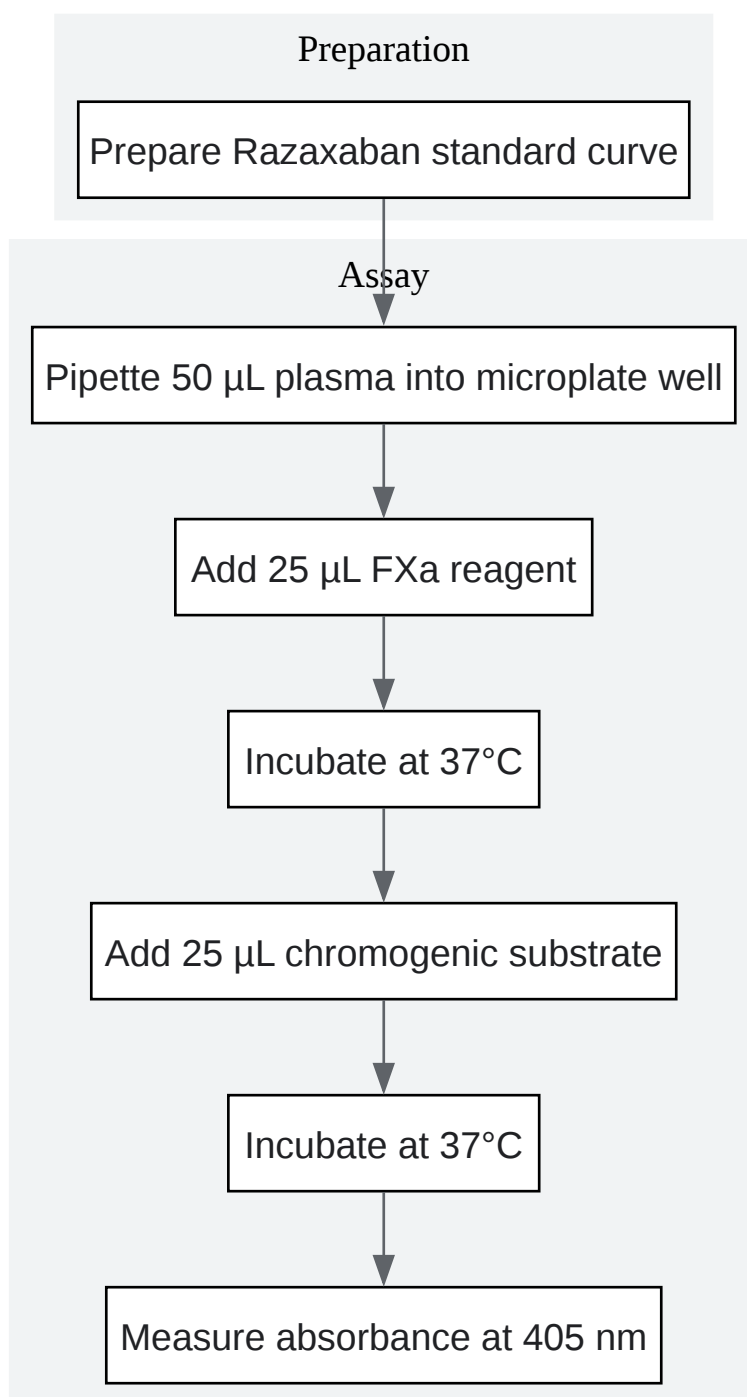 Preparation
Prepare Razaxaban standard curve
Assay
Pipette 50 µL plasma into microplate well
Add 25 µL FXa reagent
Incubate at 37°C
Add 25 µL chromogenic substrate
Incubate at 37°C
Measure absorbance at 405 nm